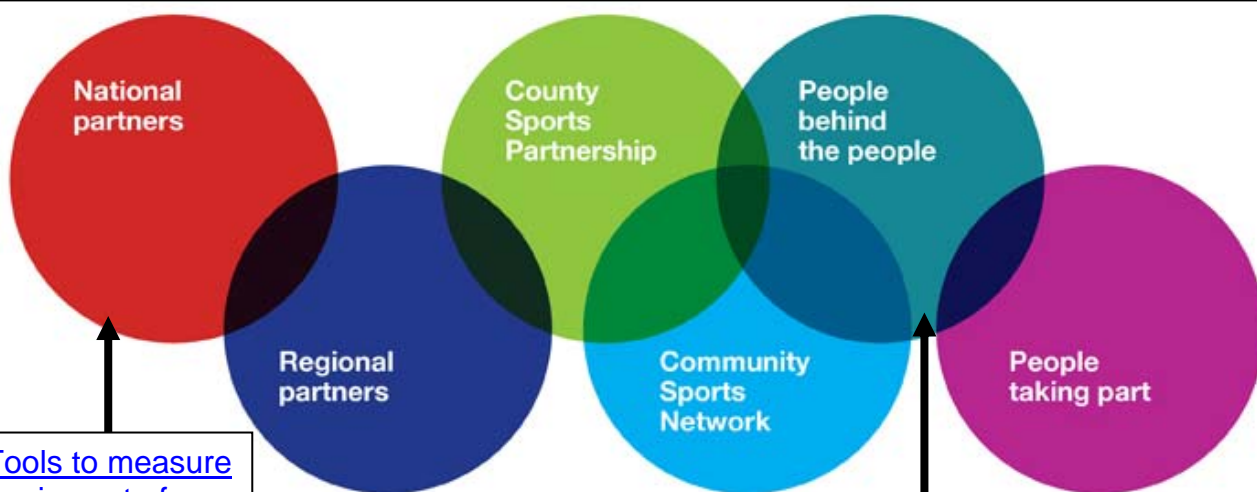 National
partners
County
Sports
Partnership
People
behind
the people
Regional
partners
Community
Sports
Network
People
taking part
Tools to measure